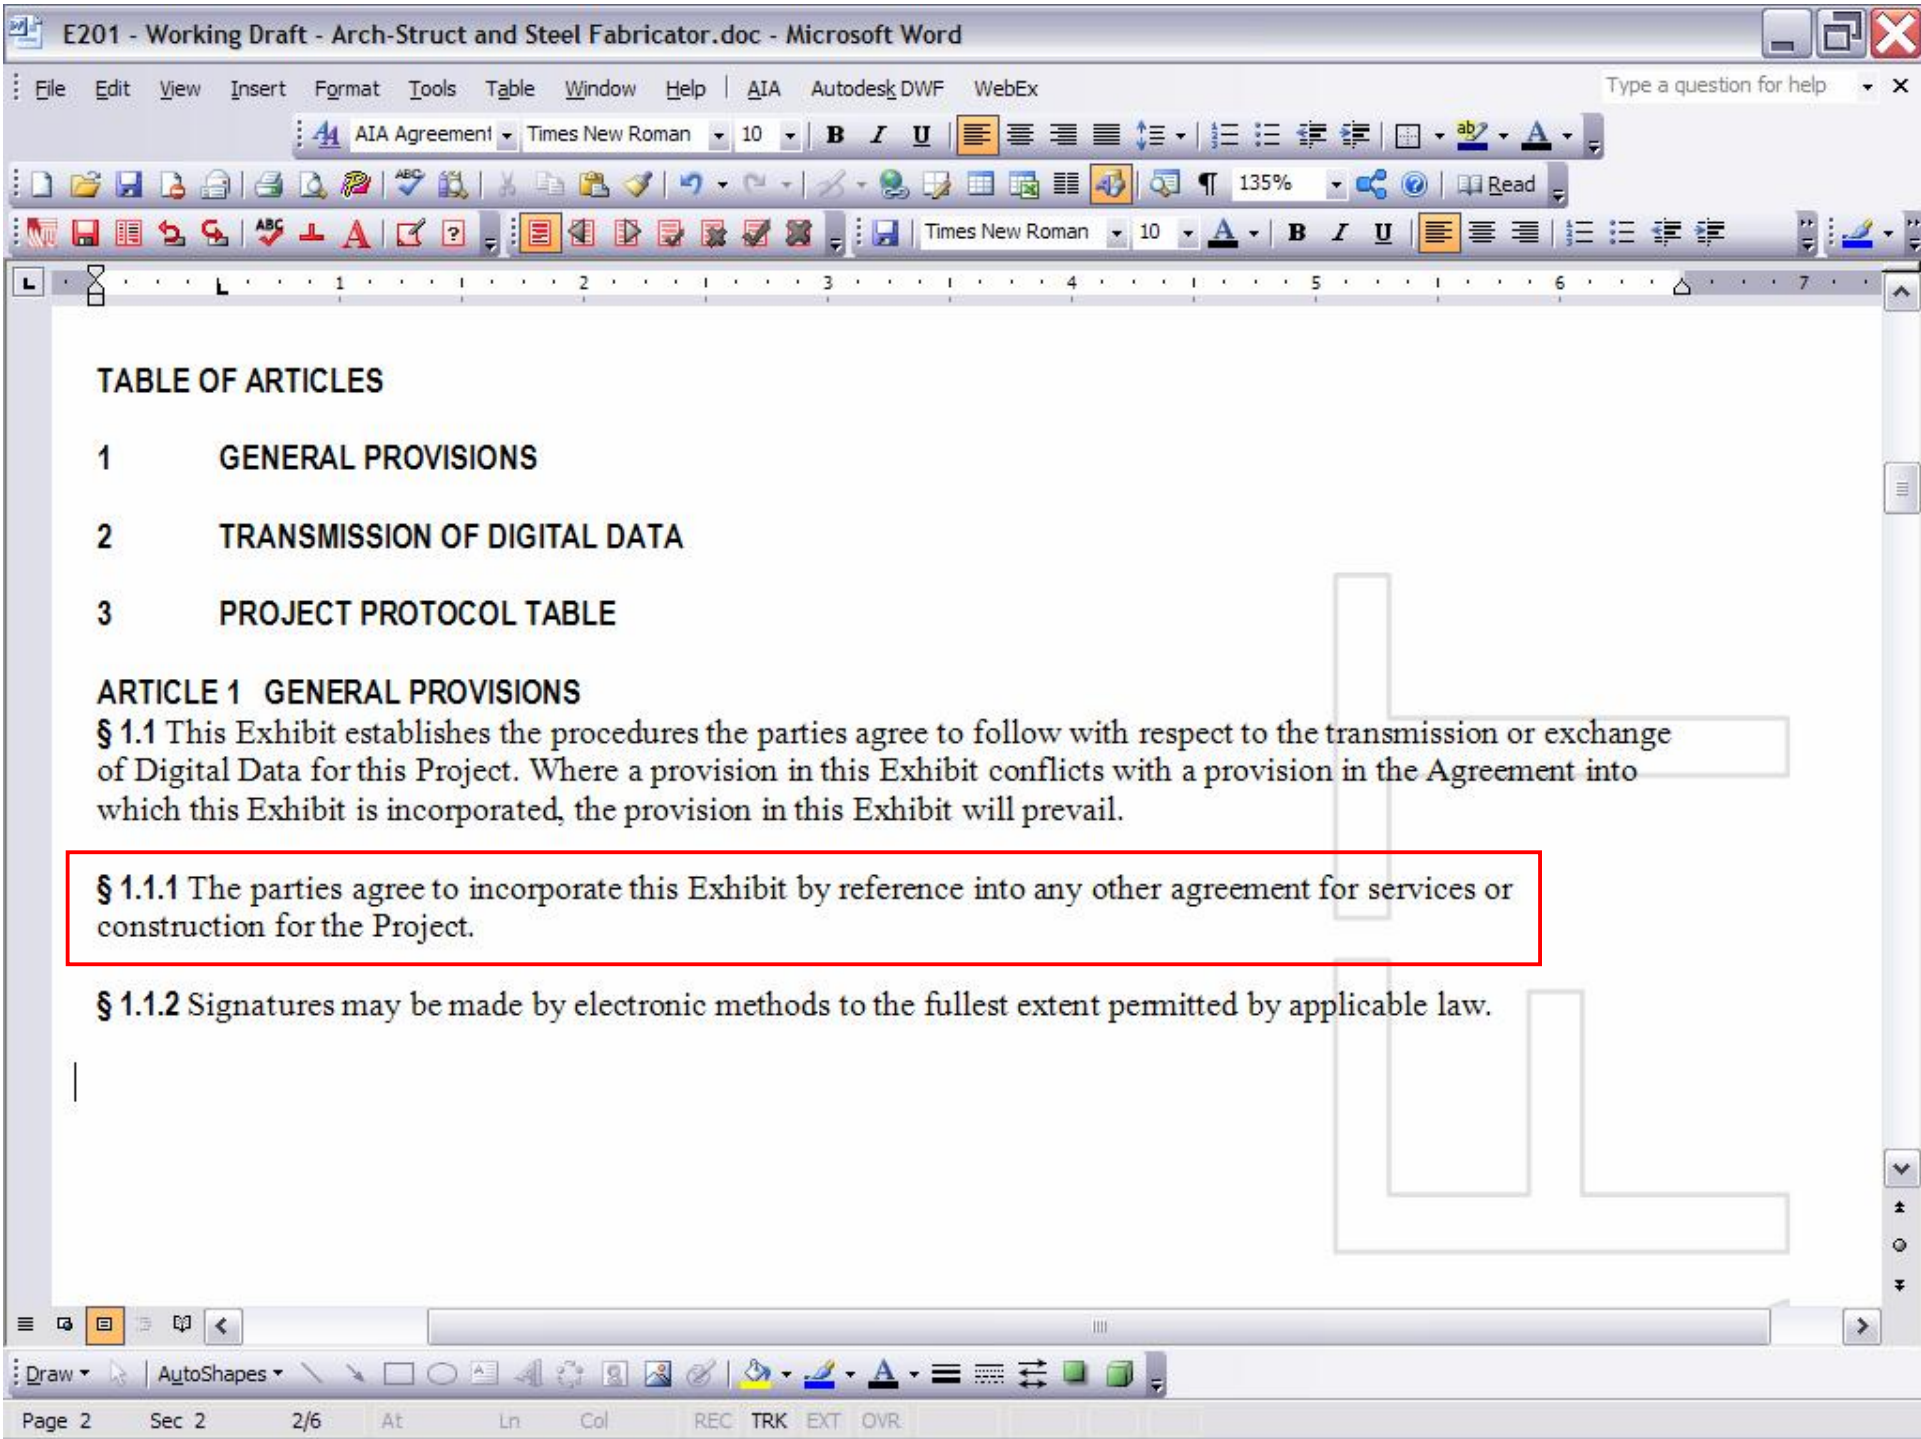 E201 - Working Draft - Arch-Struct and Steel Fabricator.doc - Microsoft Word
File Edit View Insert Format Tools Table Window Help AIA Autodesk DWF WebEx Type a question for help
AIA Agreement Times New Roman 10 B I U
135% Read
Times New Roman 10 B I U
1 2 3 4 5 6 7
TABLE OF ARTICLES
1 GENERAL PROVISIONS
2 TRANSMISSION OF DIGITAL DATA
3 PROJECT PROTOCOL TABLE
ARTICLE 1 GENERAL PROVISIONS
§ 1.1 This Exhibit establishes the procedures the parties agree to follow with respect to the transmission or exchange
of Digital Data for this Project. Where a provision in this Exhibit conflicts with a provision in the Agreement into
which this Exhibit is incorporated, the provision in this Exhibit will prevail.
§ 1.1.1 The parties agree to incorporate this Exhibit by reference into any other agreement for services or
construction for the Project.
§ 1.1.2 Signatures may be made by electronic methods to the fullest extent permitted by applicable law.
Draw AutoShapes
Page 2 Sec 2 2/6 At Ln Col REC TRK EXT OVR